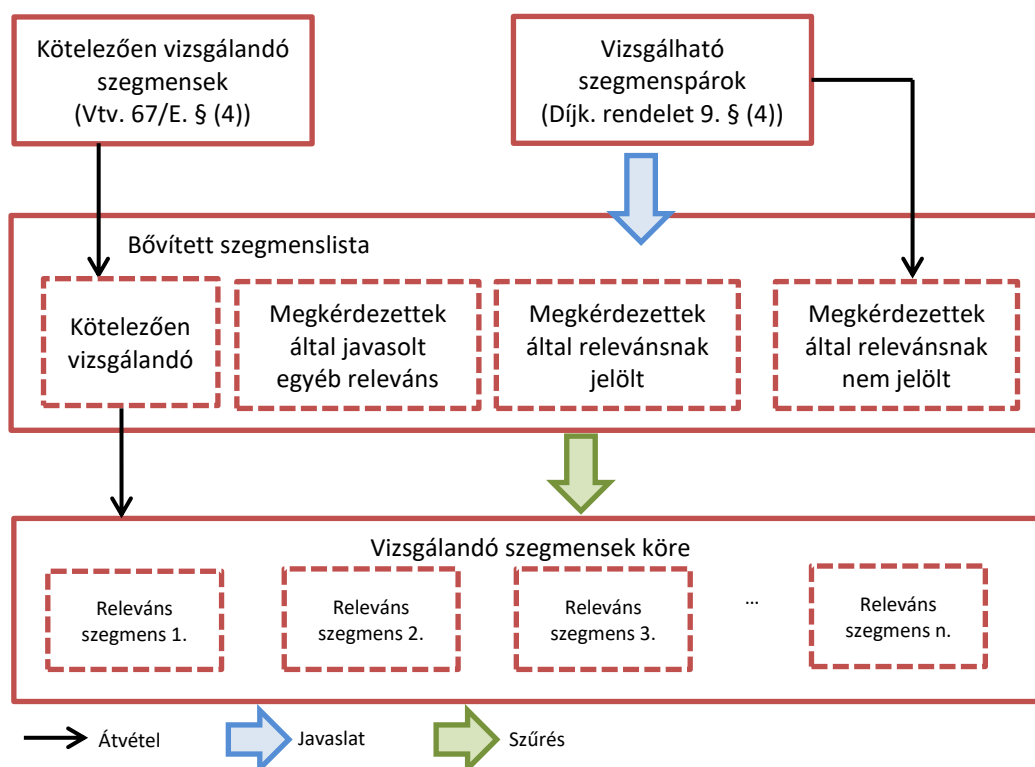 Kötelezően vizsgálandó
szegmensek
(Vtv. 67/E. § (4))
Vizsgálható
szegmenspárok
(Díjk. rendelet 9. § (4))
Bővített szegmenslista
Kötelezően
vizsgálandó
Megkérdezettek
által javasolt
egyéb releváns
Megkérdezettek
által relevánsnak
jelölt
Megkérdezettek
által relevánsnak
nem jelölt
Vizsgálandó szegmensek köre
Releváns
szegmens 1.
Releváns
szegmens 2.
Releváns
szegmens 3.
...
Releváns
szegmens n.
Átvétel
Javaslat
Szűrés